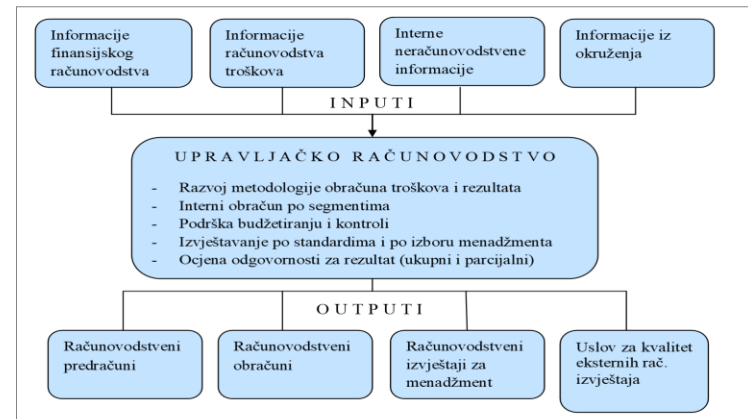 Informacije
finansijskog
računovodstva
Informacije
računovodstva
troškova
Interne
neračunovodstvene
informacije
Informacije iz
okruženja
INPUTI
UPRAVLJAČKO RAČUNOVODSTVO
- Razvoj metodologije obračuna troškova i rezultata
- Interni obračun po segmentima
- Podrška budžetiranju i kontroli
- Izvještavanje po standardima i po izboru menadžmenta
- Ocjena odgovornosti za rezultat (ukupni i parcijalni)
OUTPUTI
Računovodstveni
predračuni
Računovodstveni
obračuni
Računovodstveni
izvještaji za
menadžment
Uslov za kvalitet
eksternih rač.
izvještaja